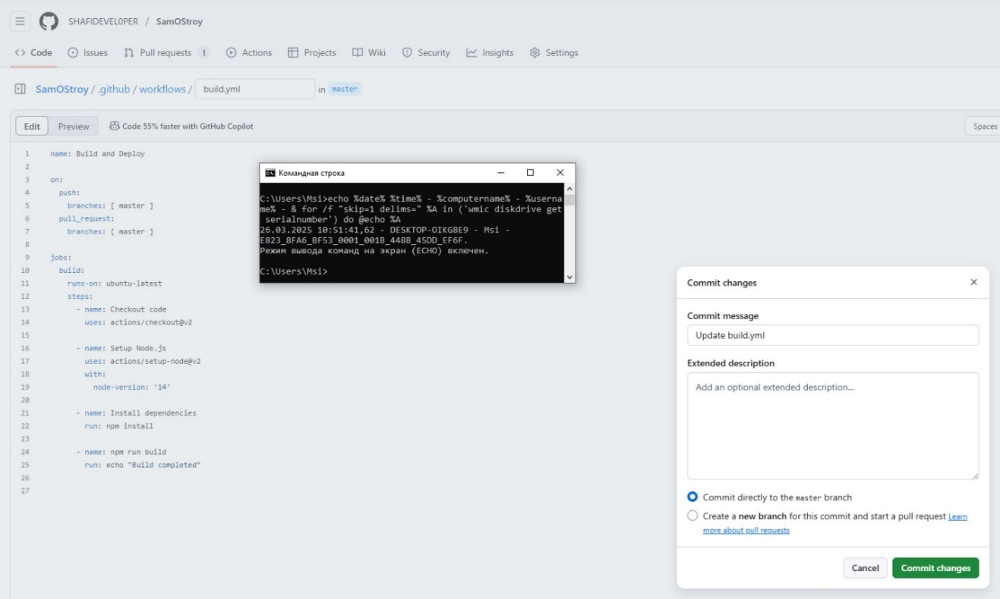 SHAFIDEVEL0PER / SamOStroy
Code Issues Pull requests 1 Actions Projects Wiki Security Insights Settings
SamOStroy / .github / workflows / build.yml in master
Edit Preview Code 55% faster with GitHub Copilot Spaces
1 name: Build and Deploy
2
3 on:
4 push:
5 branches: [ master ]
6 pull_request:
7 branches: [ master ]
8
9 jobs:
10 build:
11 runs-on: ubuntu-latest
12 steps:
13 - name: Checkout code
14 uses: actions/checkout@v2
15
16 - name: Setup Node.js
17 uses: actions/setup-node@v2
18 with:
19 node-version: '14'
20
21 - name: Install dependencies
22 run: npm install
23
24 - name: npm run build
25 run: echo "Build completed"
26
27
Командная строка
C:\Users\Msi>echo %date% %time% - %computername% - %userna
me% - & for /f "skip=1 delims=" %A in ('wmic diskdrive get
serialnumber') do @echo %A
26.03.2025 10:51:41,62 - DESKTOP-OIKG8E9 - Msi -
E823_8FA6_BF53_0001_001B_448B_45DD_EF6F.
Режим вывода команд на экран (ECHO) включен.
C:\Users\Msi>
Commit changes
Commit message
Update build.yml
Extended description
Add an optional extended description...
Commit directly to the master branch
Create a new branch for this commit and start a pull request Learn
more about pull requests
Cancel Commit changes